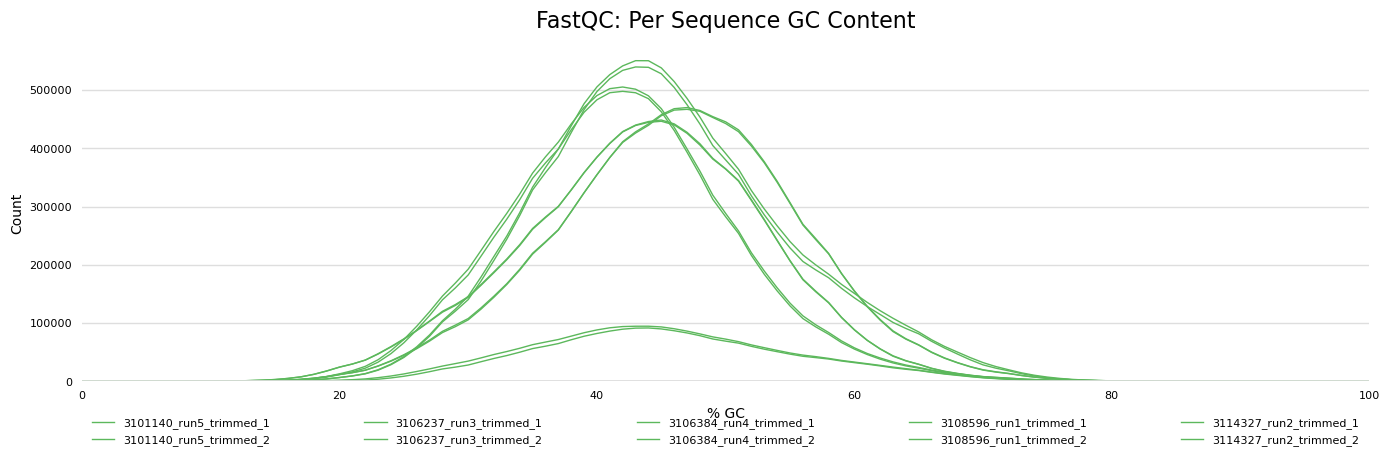 FastQC: Per Sequence GC Content
500000
400000
300000
200000
100000
0
Count
0 20 40 60 80 100
% GC
3101140_run5_trimmed_1 3106237_run3_trimmed_1 3106384_run4_trimmed_1 3108596_run1_trimmed_1 3114327_run2_trimmed_1
3101140_run5_trimmed_2 3106237_run3_trimmed_2 3106384_run4_trimmed_2 3108596_run1_trimmed_2 3114327_run2_trimmed_2